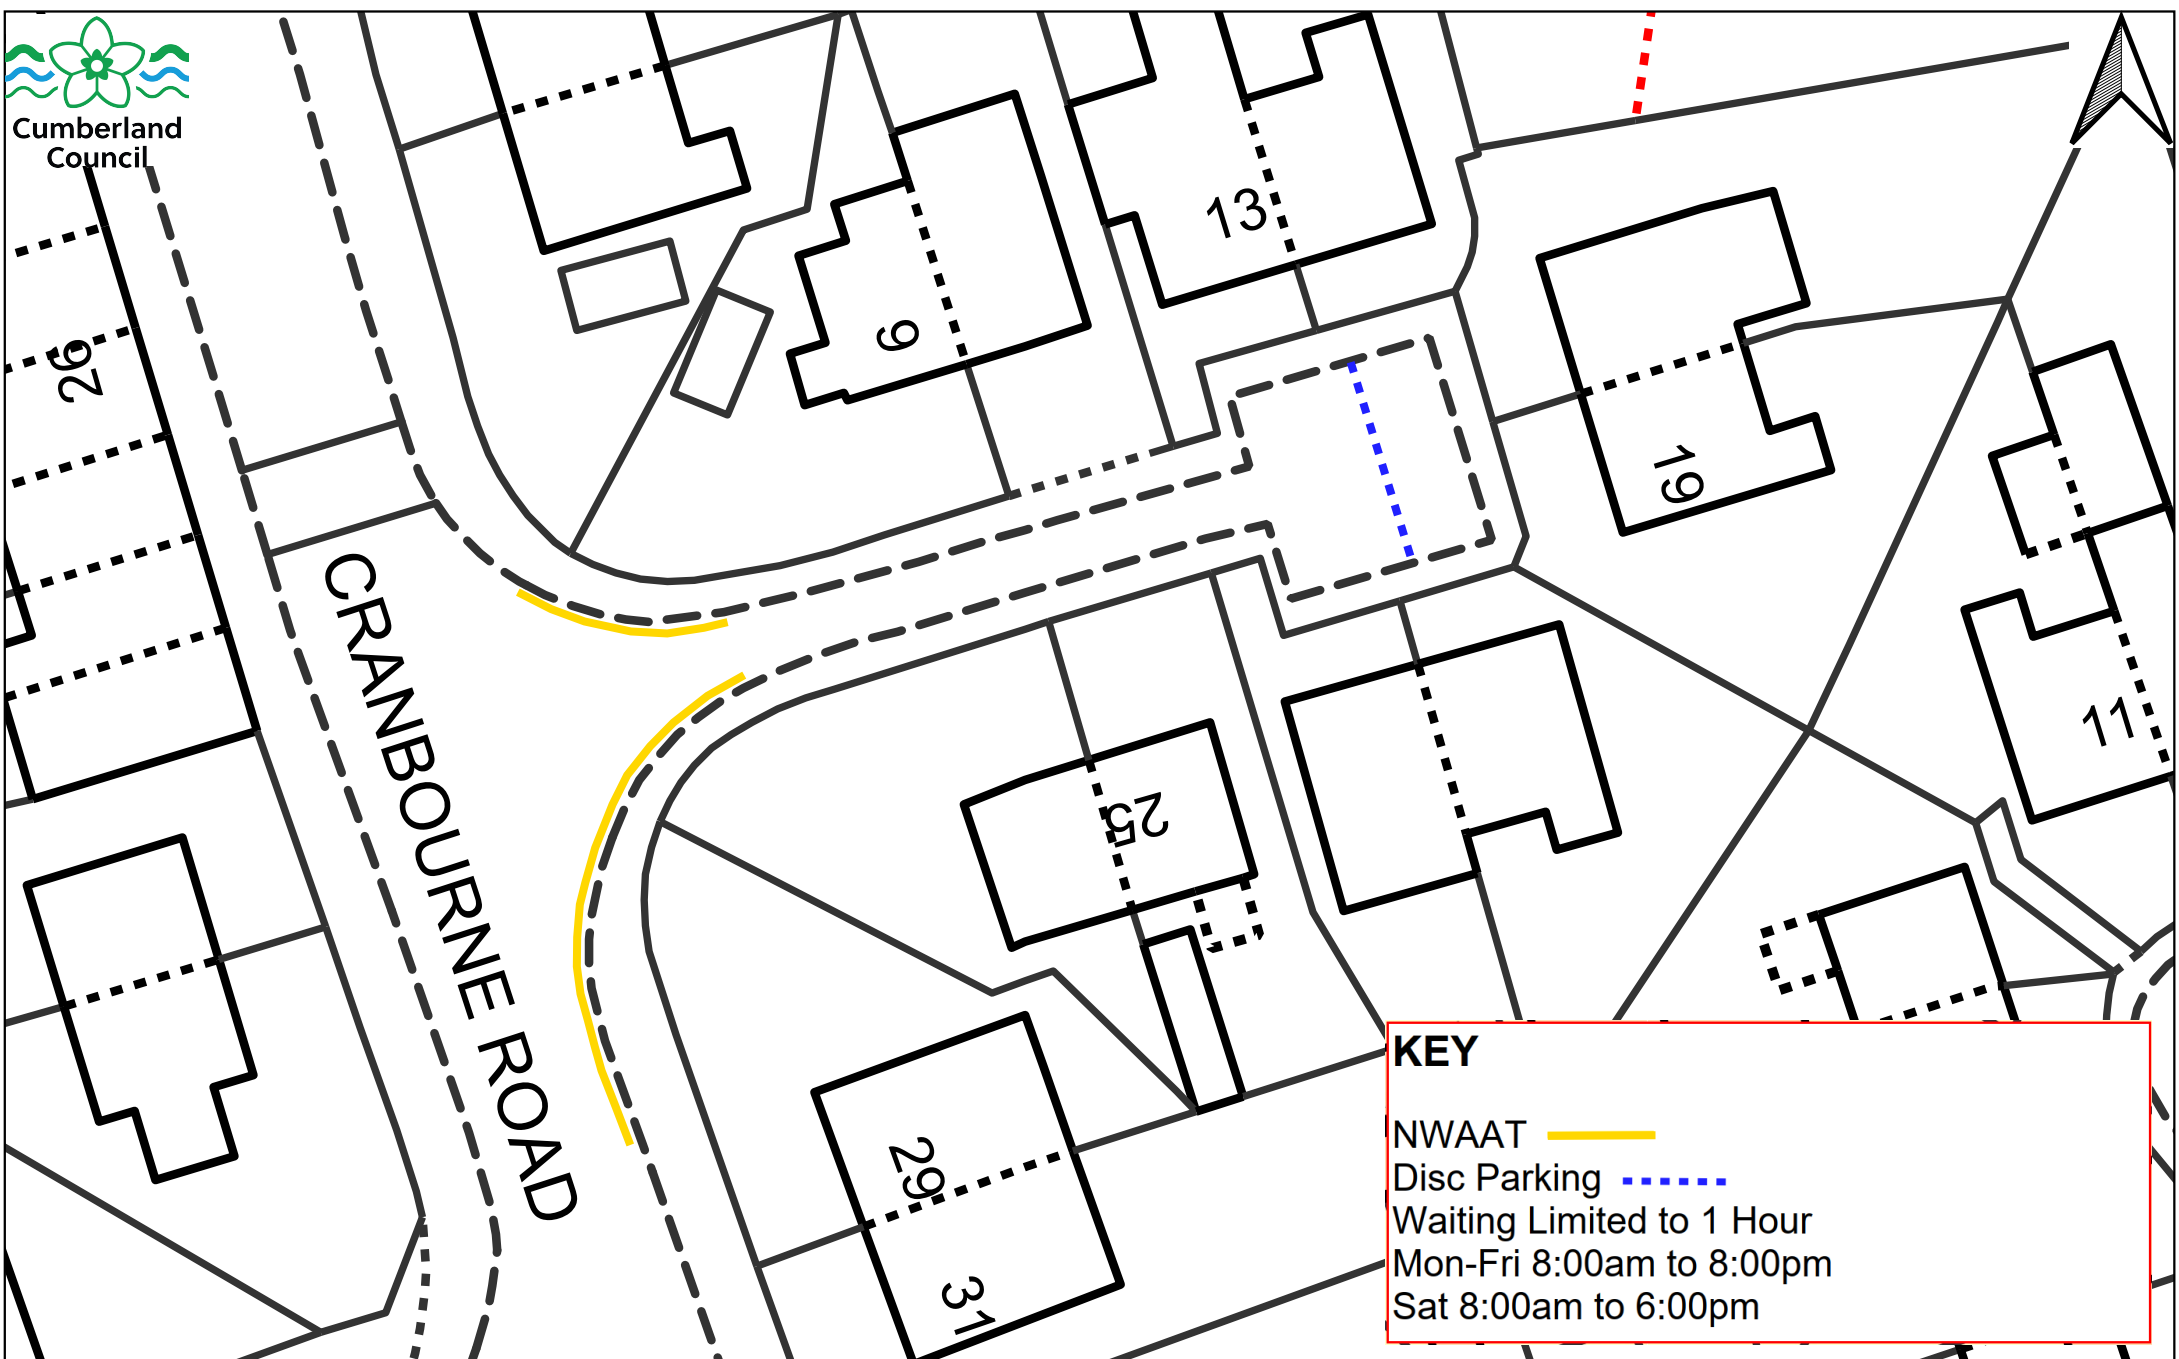 Cumberland
Council
13
9
26
19
CRANBOURNE ROAD
11
25
29
31
KEY
NWAAT
Disc Parking
Waiting Limited to 1 Hour
Mon-Fri 8:00am to 8:00pm
Sat 8:00am to 6:00pm